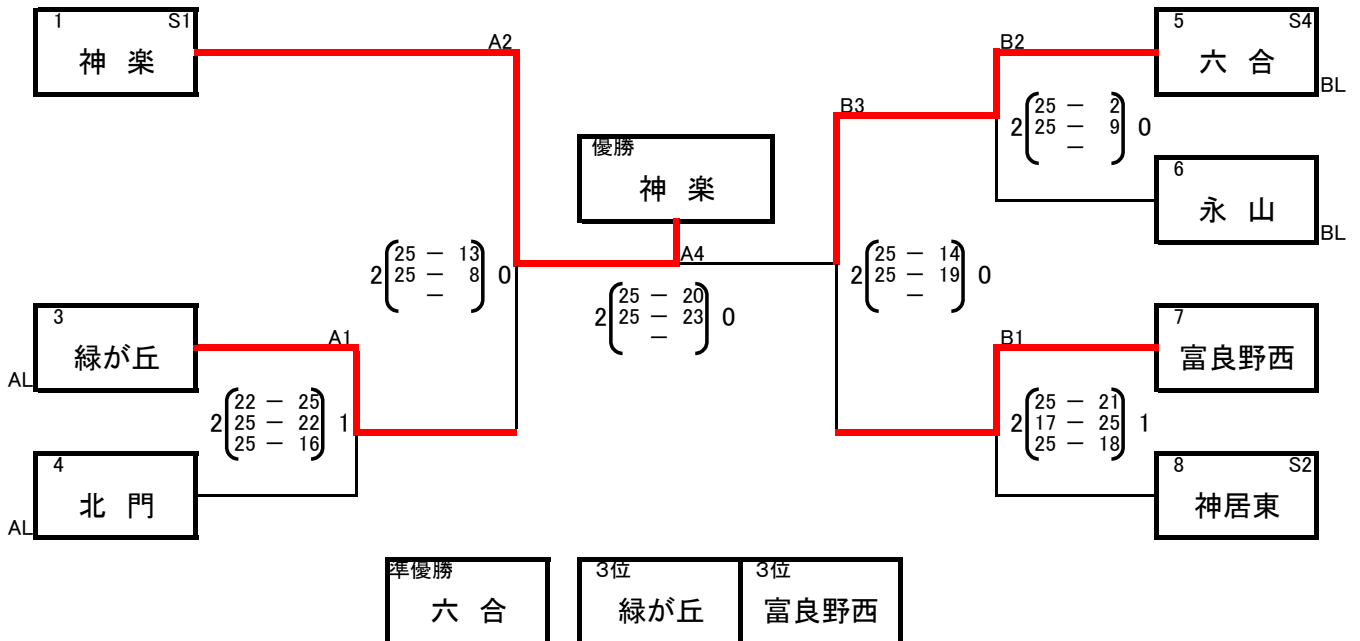 1 S1
神 楽
A2
B2
5 S4
六 合
BL
B3
2 25 － 2 0
25 － 9
－
優勝
神 楽
6
永 山
BL
2 25 － 13 0
25 － 8
－
A4
2 25 － 14 0
25 － 19
－
2 25 － 20 0
25 － 23
－
3
緑が丘
AL
A1
B1
7
富良野西
2 22 － 25 1
25 － 22
25 － 16
2 25 － 21 1
17 － 25
25 － 18
4
北 門
AL
8 S2
神居東
準優勝
六 合
3位
緑が丘
3位
富良野西